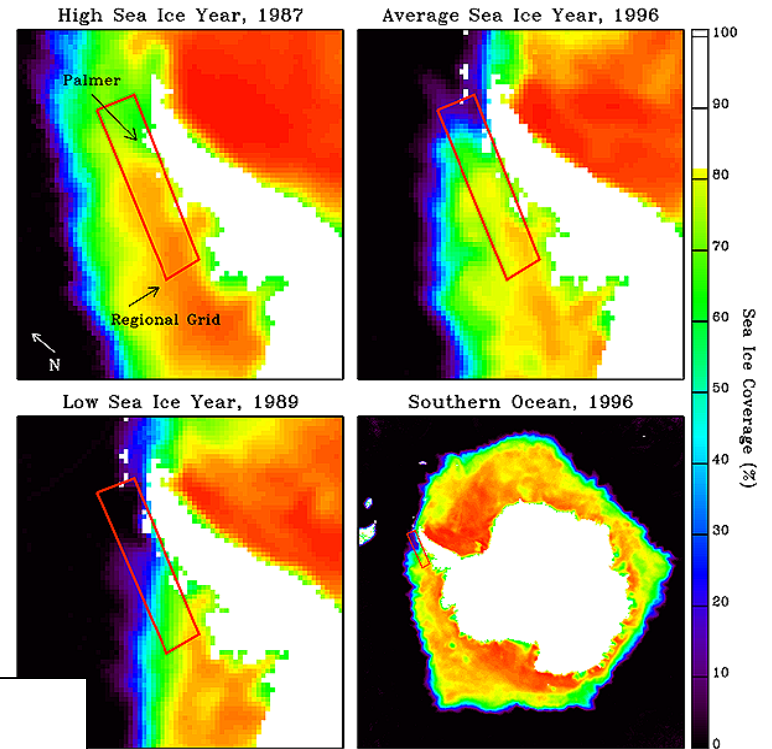 High Sea Ice Year, 1987
Average Sea Ice Year, 1996
Palmer
Regional Grid
N
Low Sea Ice Year, 1989
Southern Ocean, 1996
100
90
80
70
60
50
40
30
20
10
0
Sea Ice Coverage (%)